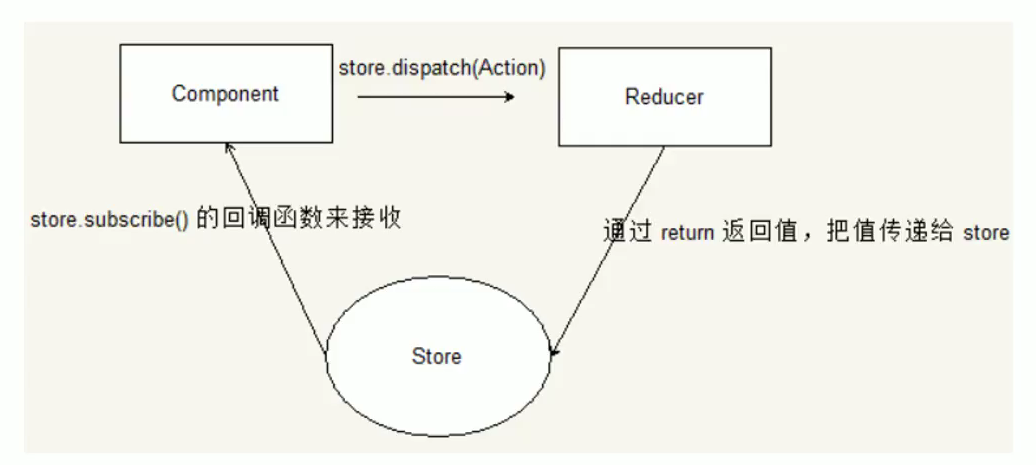 Component
store.dispatch(Action)
Reducer
store.subscribe() 的回调函数来接收
通过 return 返回值，把值传递给 store
Store